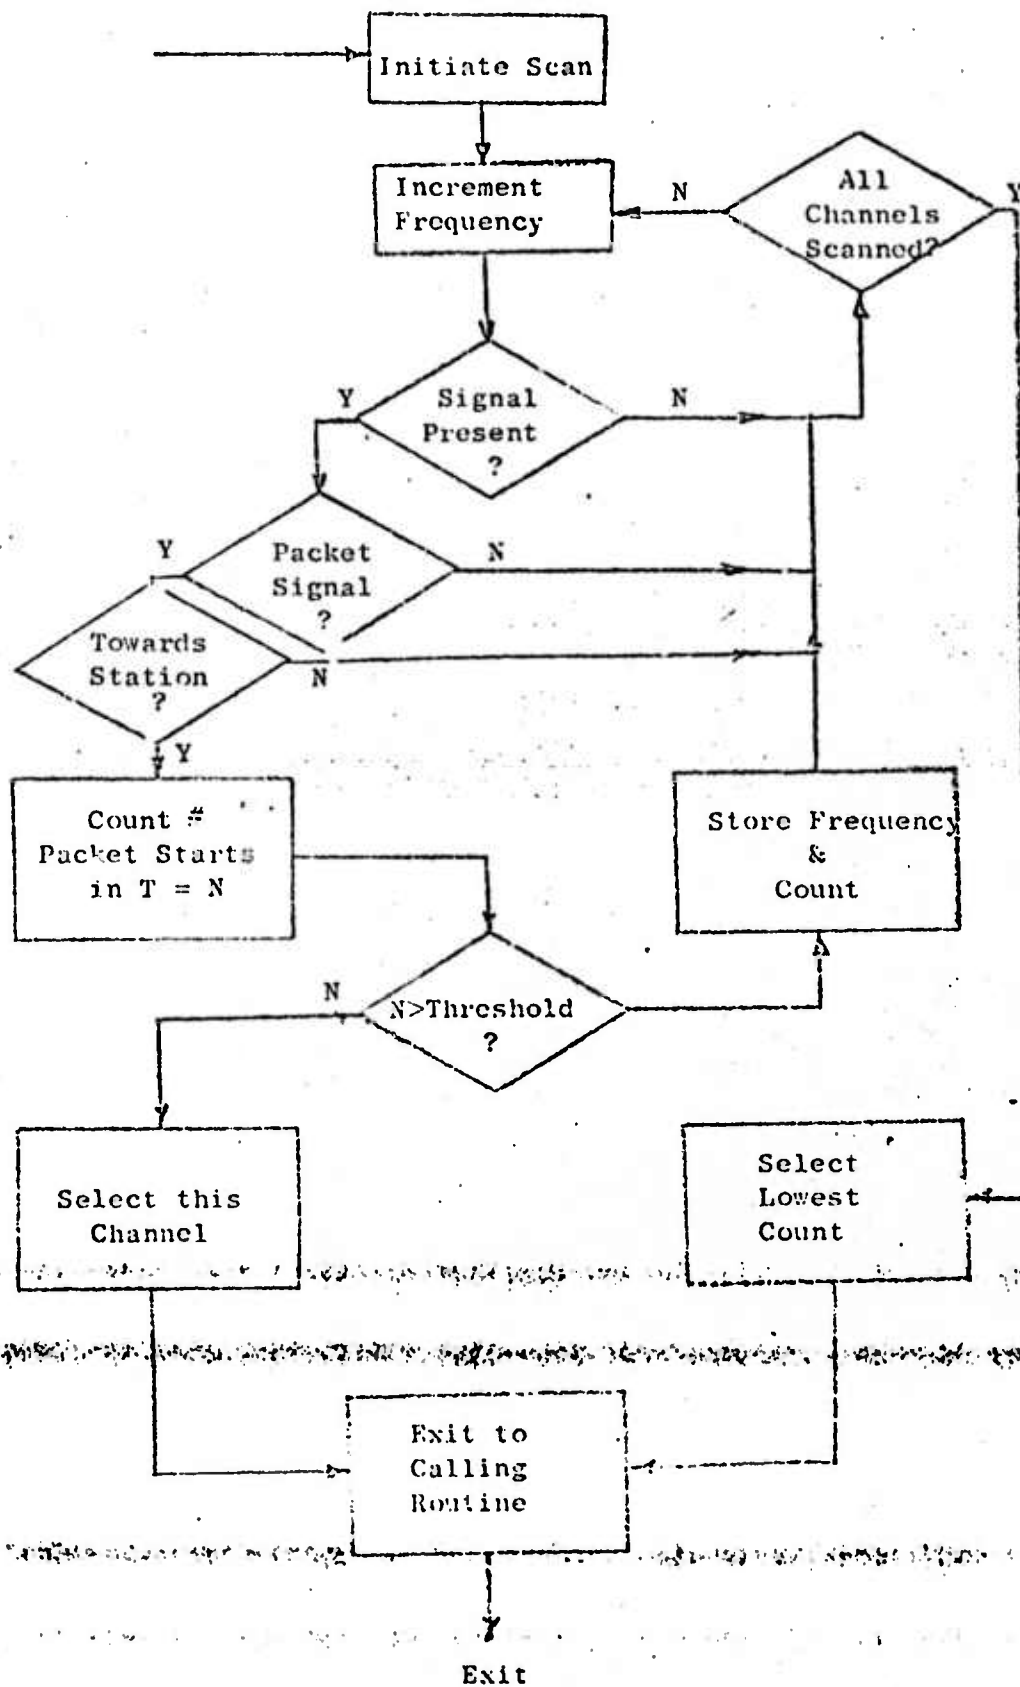 Initiate Scan
Increment
Frequency
N
All
Channels
Scanned?
Y
Y
Signal
Present
?
N
Y
Packet
Signal
?
N
Towards
Station
?
N
Y
Count #
Packet Starts
in T = N
Store Frequency
&
Count
N
N>Threshold
?
Select this
Channel
Select
Lowest
Count
Exit to
Calling
Routine
Exit